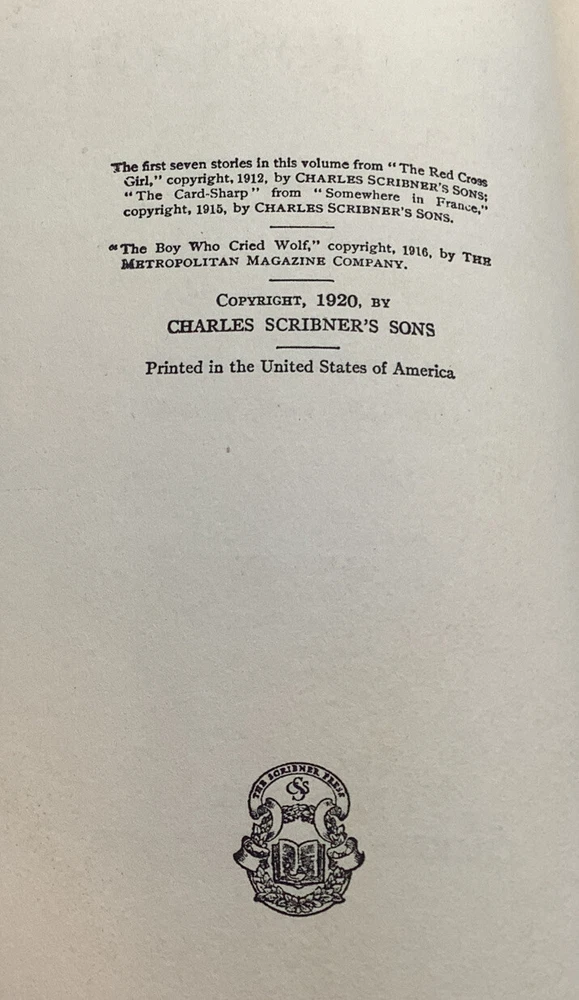 The first seven stories in this volume from "The Red Cross
Girl," copyright, 1912, by CHARLES SCRIBNER'S SONS;
"The Card-Sharp" from "Somewhere in France,"
copyright, 1915, by CHARLES SCRIBNER'S SONS.
"The Boy Who Cried Wolf," copyright, 1916, by THE
METROPOLITAN MAGAZINE COMPANY.
COPYRIGHT, 1920, BY
CHARLES SCRIBNER'S SONS
Printed in the United States of America
THE SCRIBNER PRESS
CSS